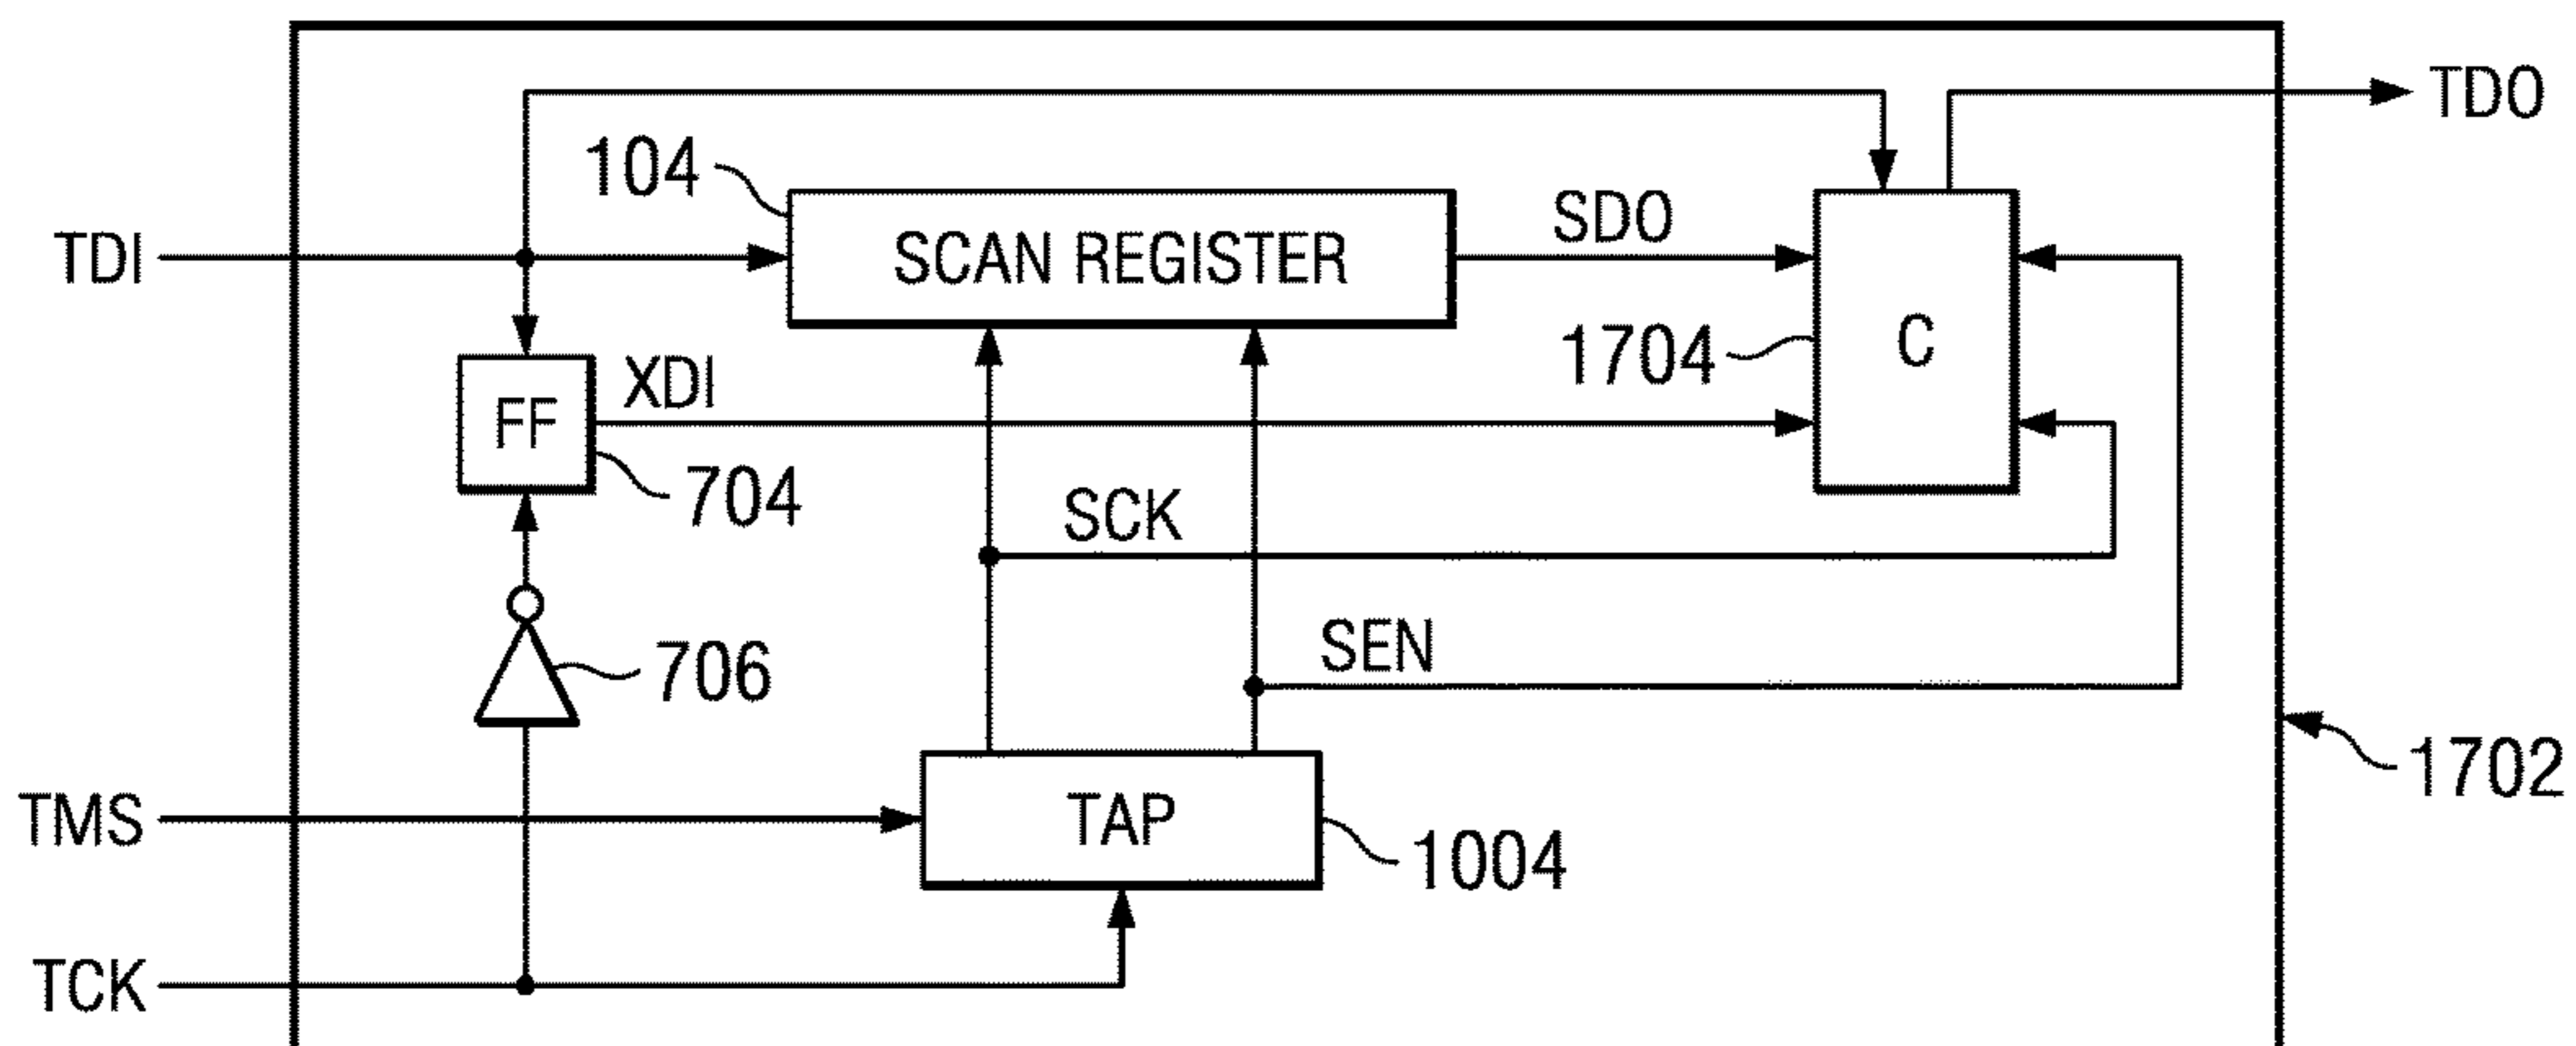 TDO
104
TDI
SCAN REGISTER
SDO
1704
C
XDI
FF
704
SCK
SEN
706
1702
TMS
TAP
1004
TCK